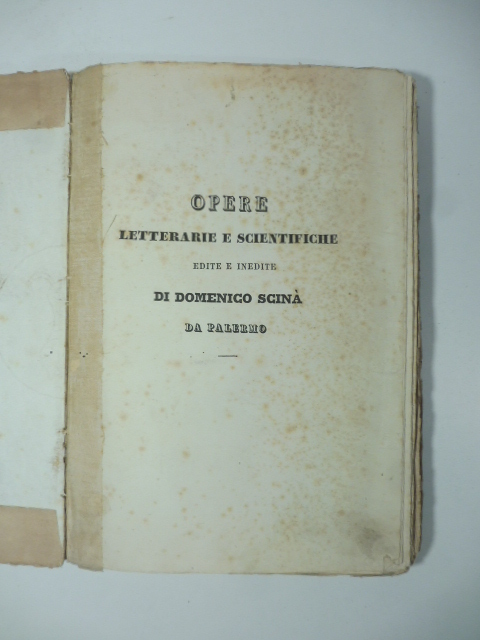 OPERE
LETTERARIE E SCIENTIFICHE
EDITE E INEDITE
DI DOMENICO SCINÀ
DA PALERMO